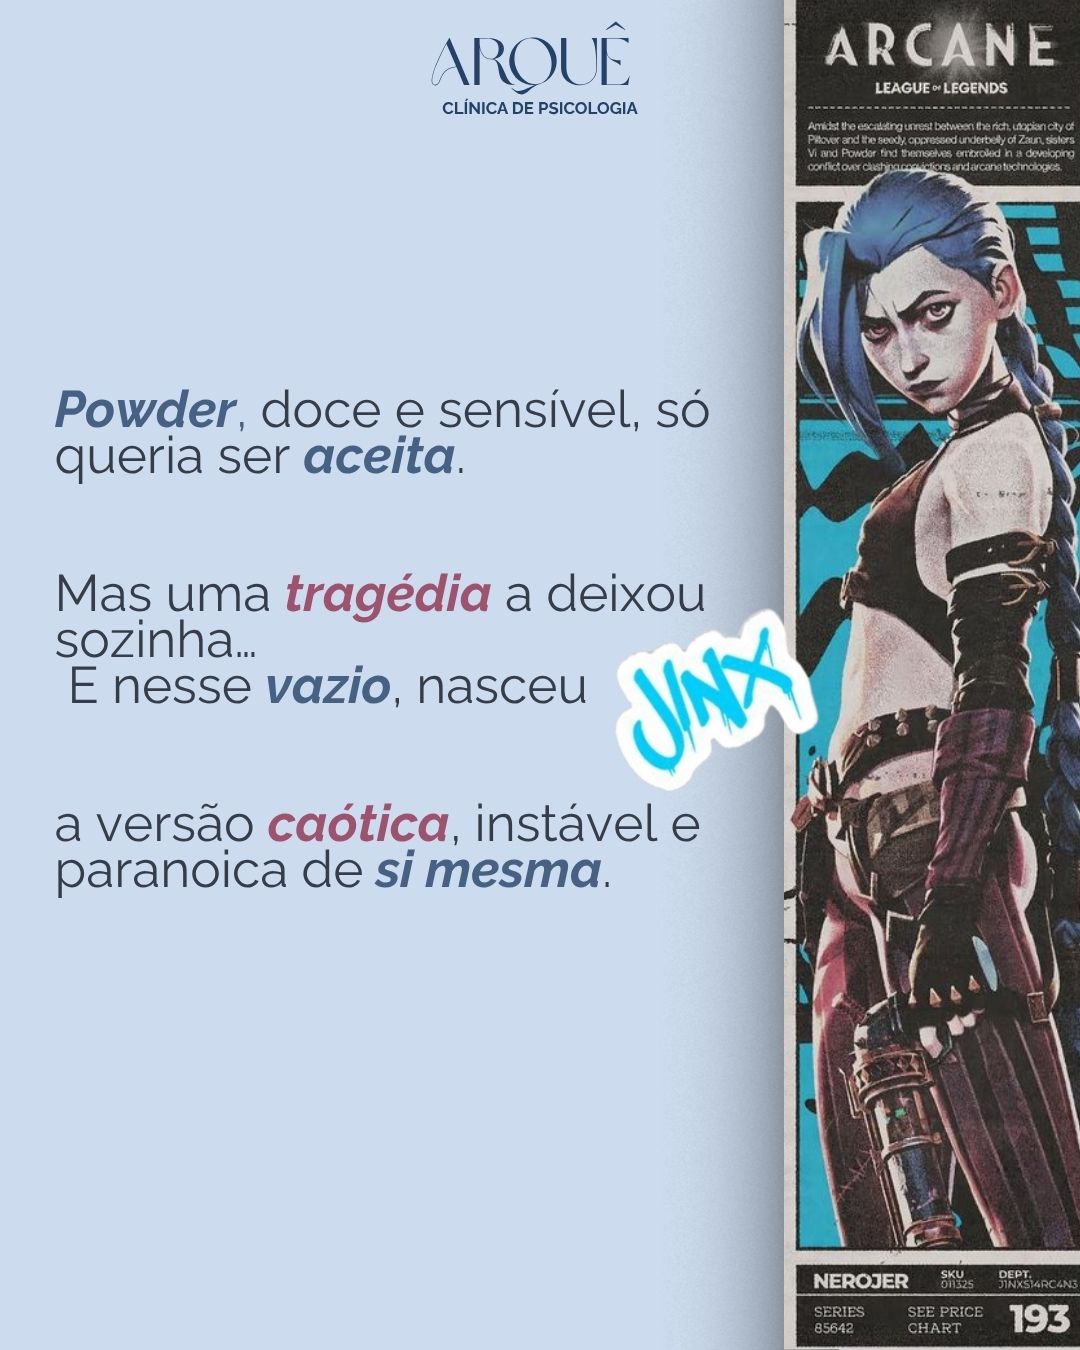 ARQUÊ
CLÍNICA DE PSICOLOGIA
Powder, doce e sensível, só
queria ser aceita.
Mas uma tragédia a deixou
sozinha...
E nesse vazio, nasceu
JINX
a versão caótica, instável e
paranoica de si mesma.
ARCANE
LEAGUE OF LEGENDS
Amidst the escalating unrest between the rich, utopian city of
Piltover and the seedy, oppressed underbelly of Zaun, sisters
Vi and Powder find themselves embroiled in a developing
conflict over clashing convictions and arcane technologies.
NEROJER
SKU
011325
DEPT.
J1NXS14RC4N3
SERIES
85642
SEE PRICE
CHART
193